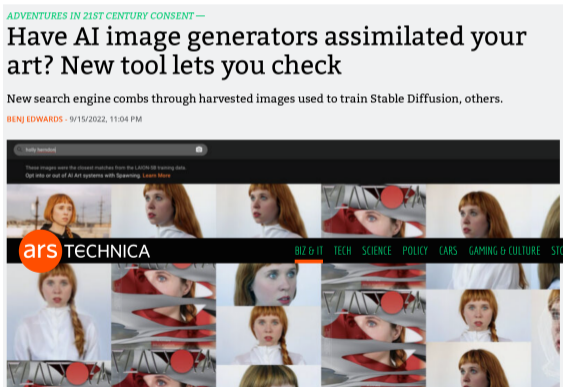 ADVENTURES IN 21ST CENTURY CONSENT —
Have AI image generators assimilated your
art? New tool lets you check
New search engine combs through harvested images used to train Stable Diffusion, others.
BENJ EDWARDS - 9/15/2022, 11:04 PM
holly herndon
These images were the closest matches from the LAION-5B training data.
Opt into or out of AI Art systems with Spawning. Learn More
ars TECHNICA
BIZ & IT TECH SCIENCE POLICY CARS GAMING & CULTURE STO